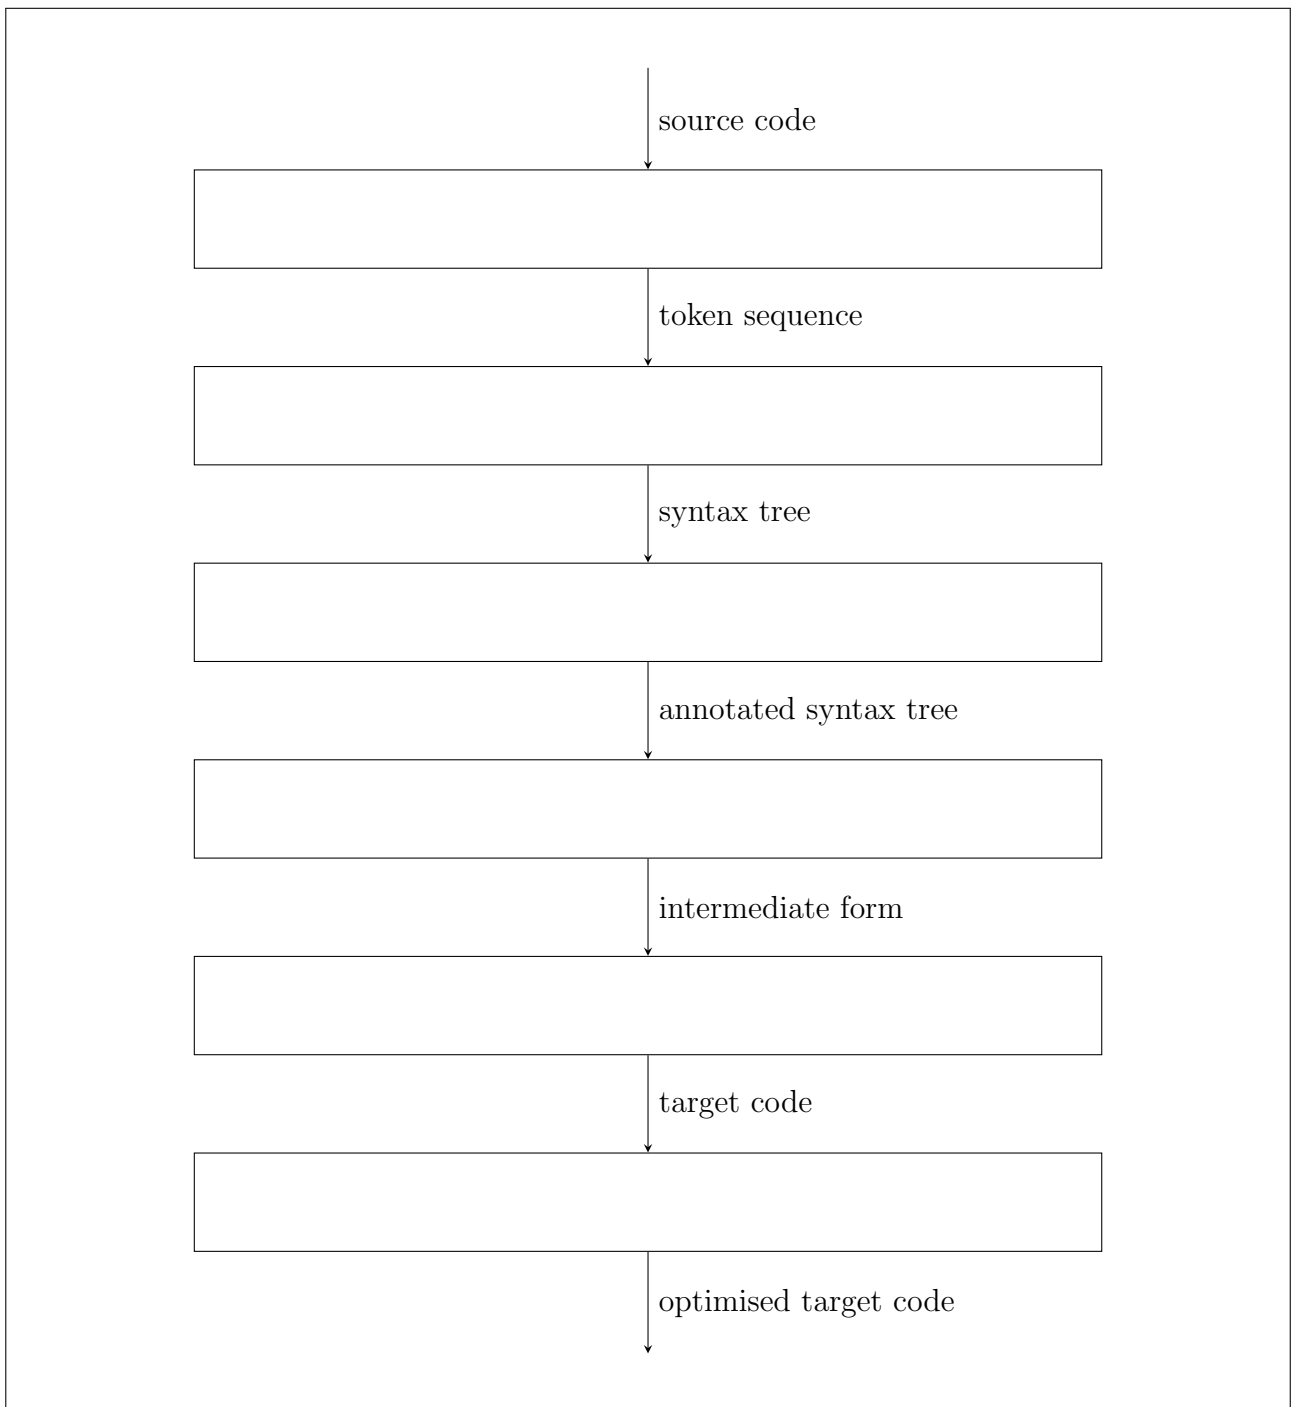 source code
token sequence
syntax tree
annotated syntax tree
intermediate form
target code
optimised target code